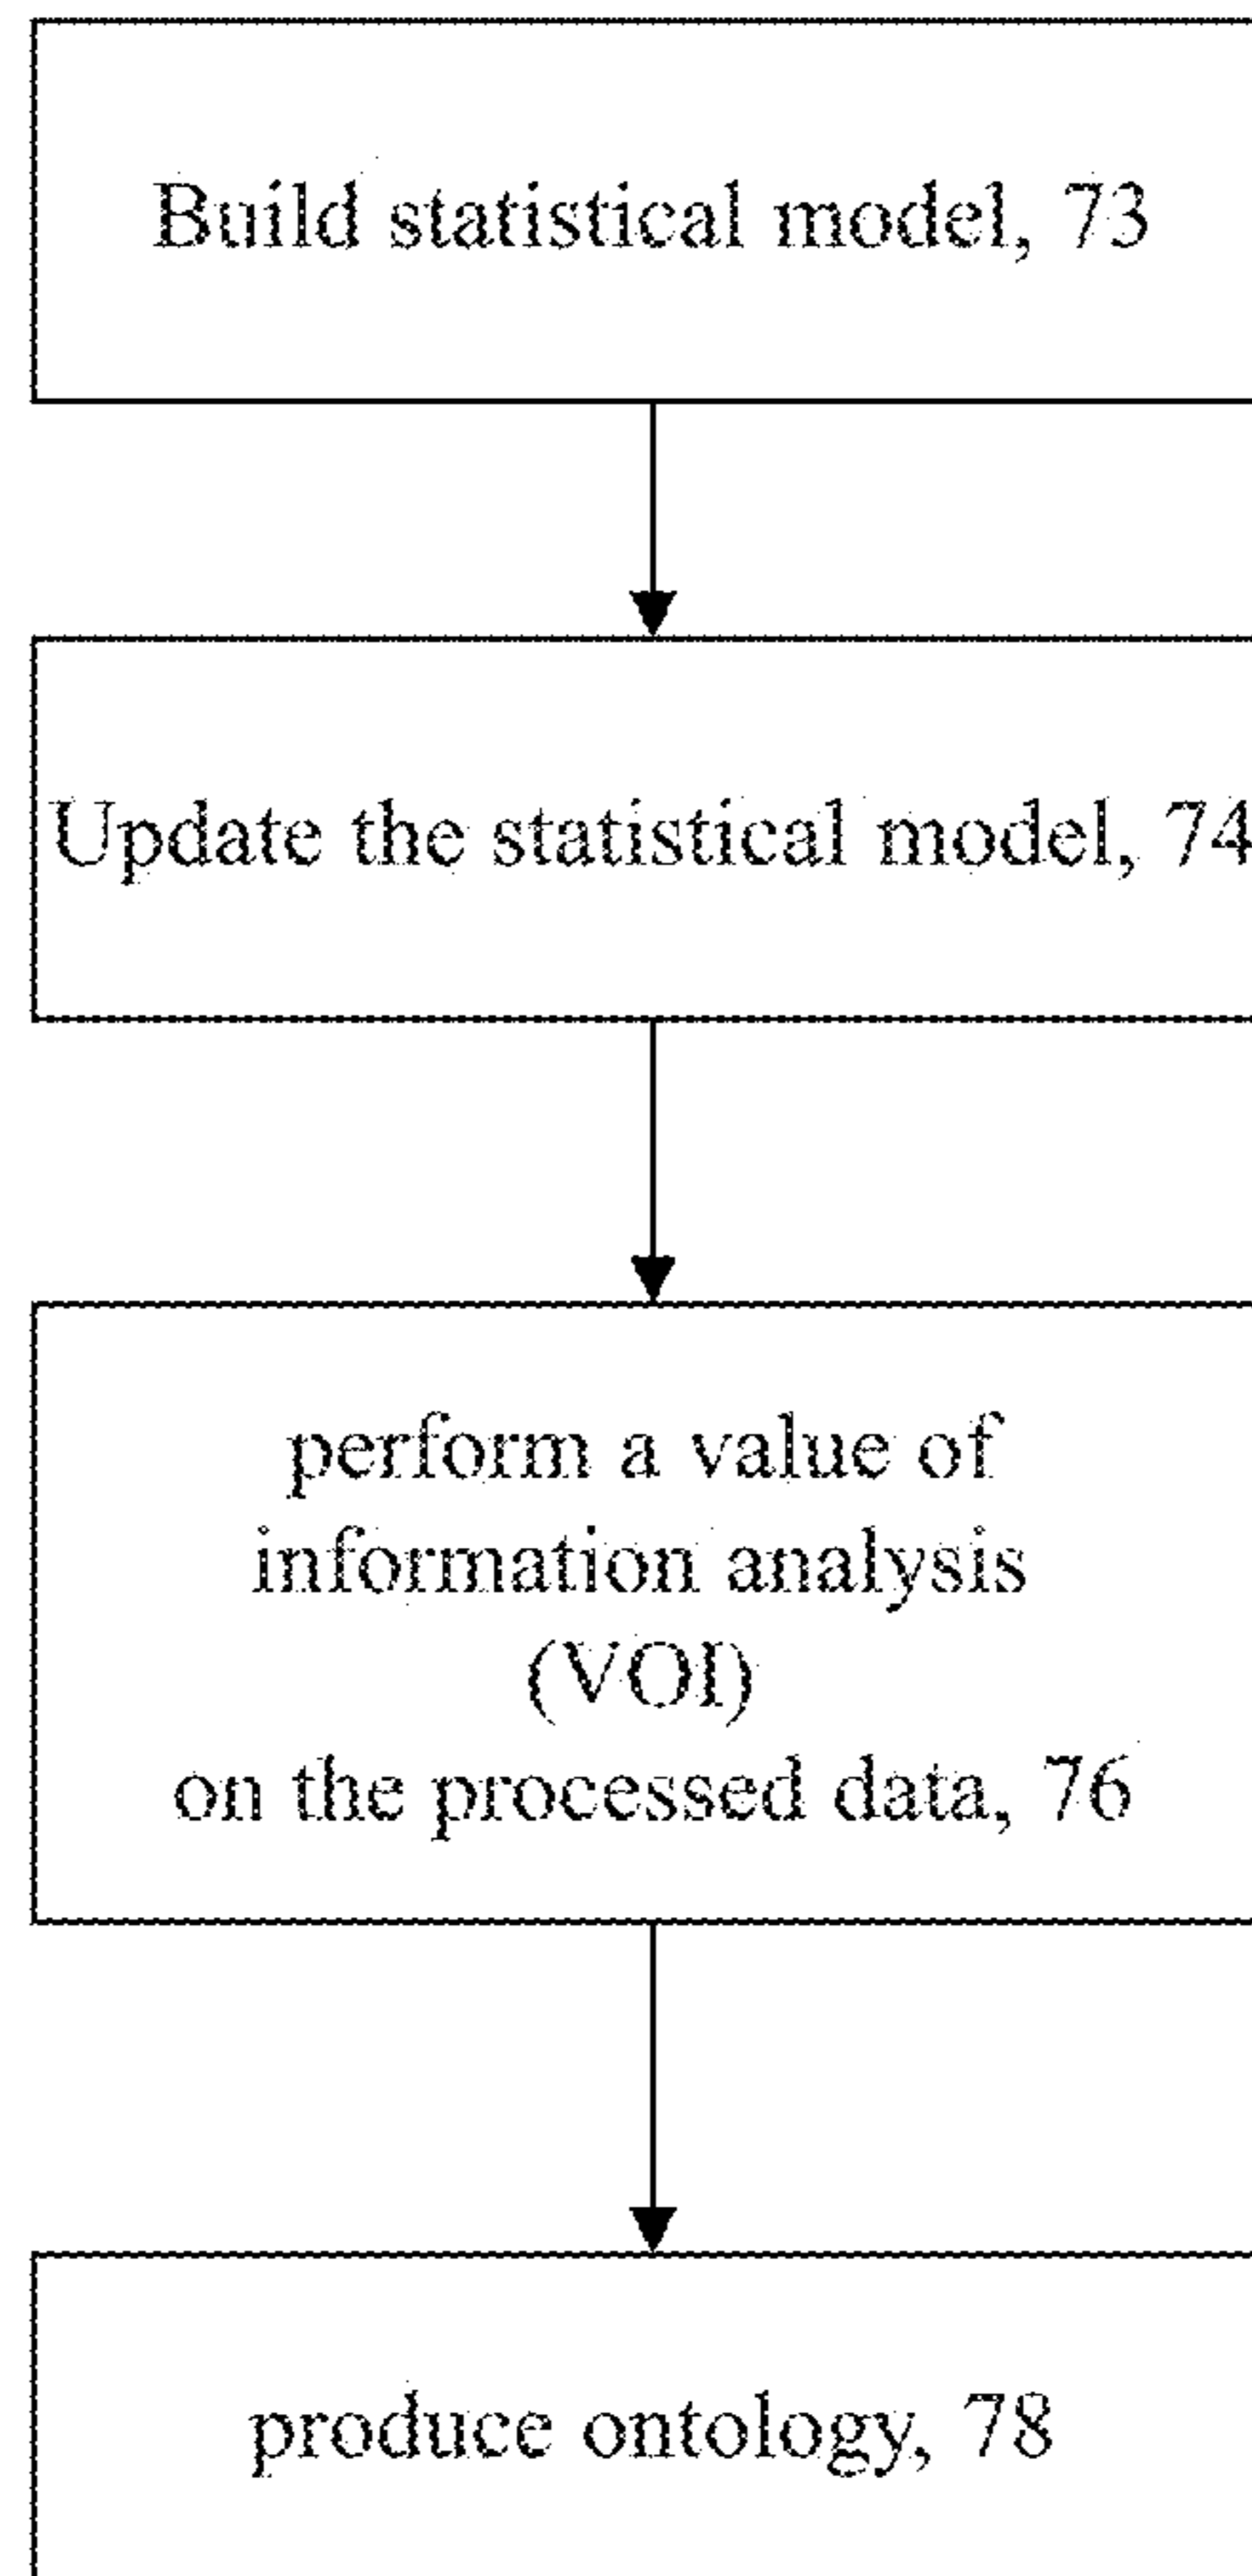 Build statistical model, 73
Update the statistical model, 74
perform a value of
information analysis
(VOI)
on the processed data, 76
produce ontology, 78